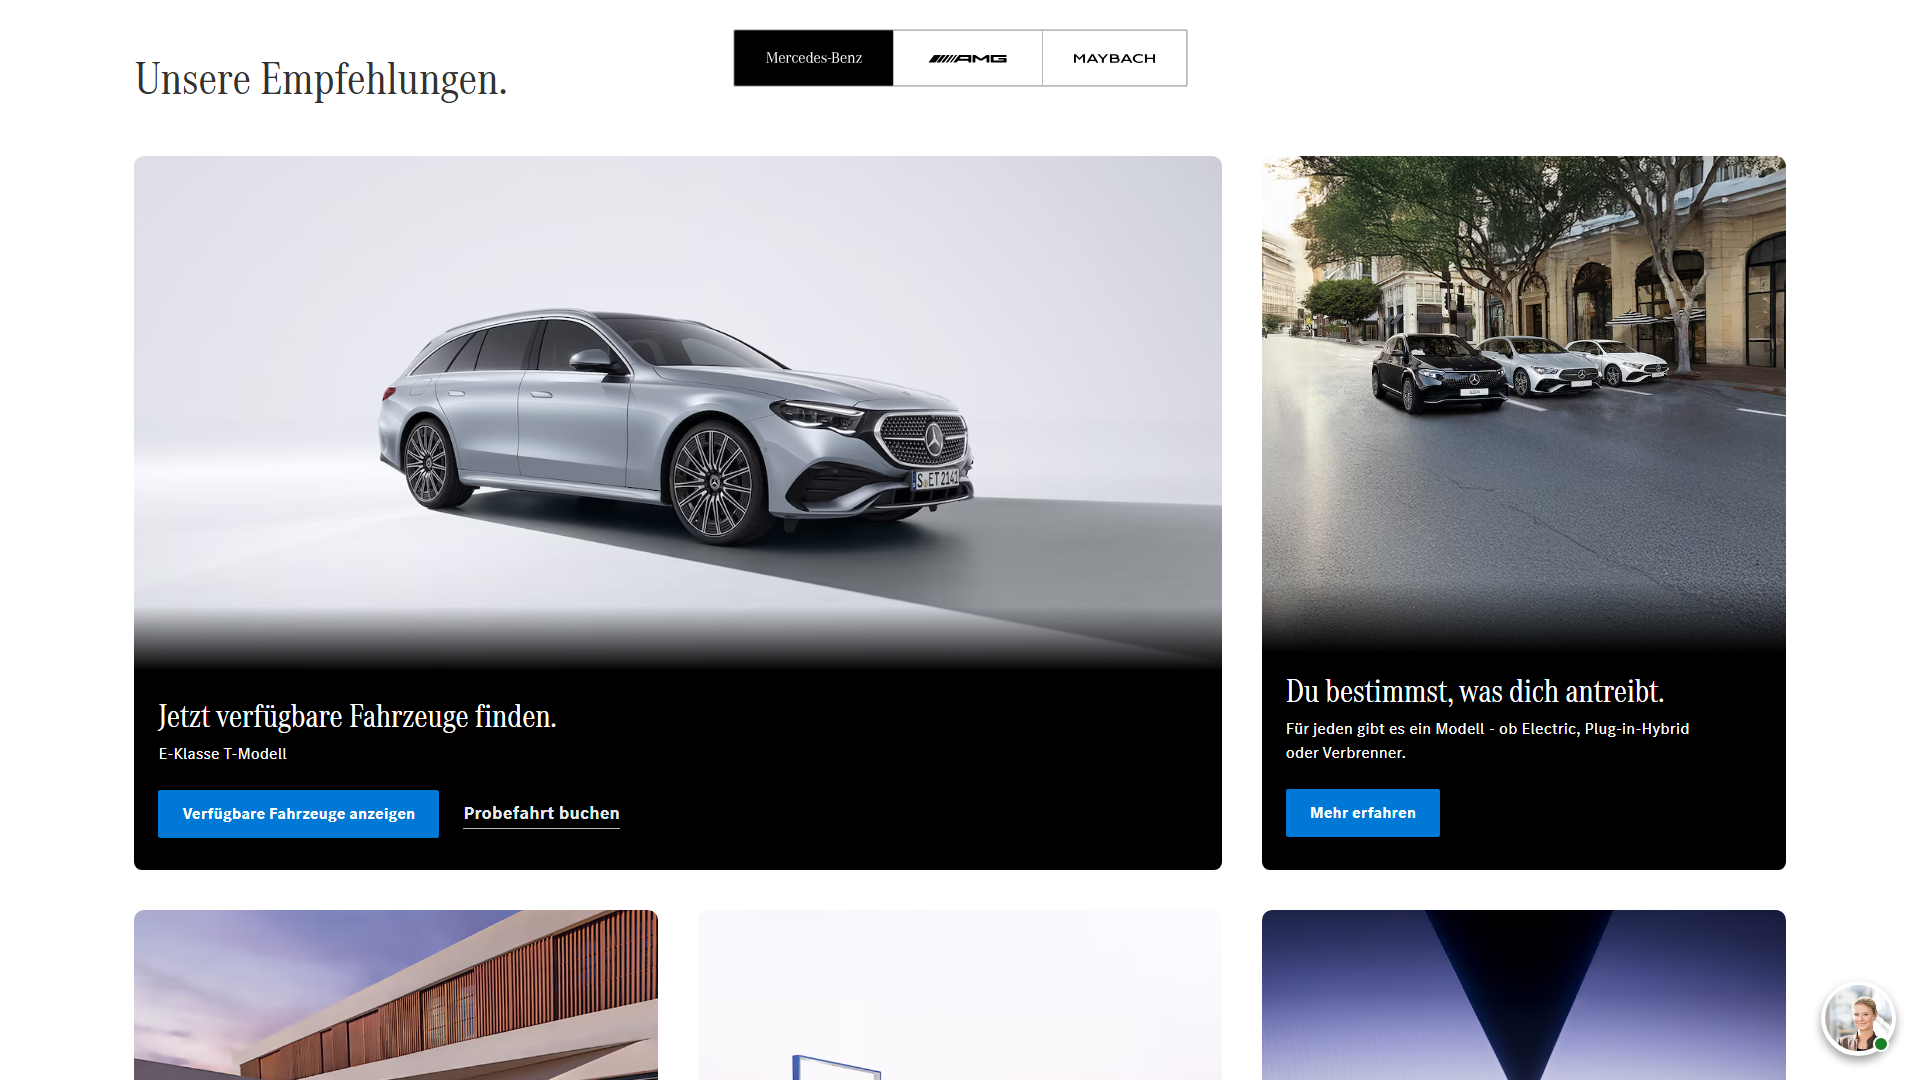 Mercedes-Benz
AMG
MAYBACH
Unsere Empfehlungen.
S ET 2141
Jetzt verfügbare Fahrzeuge finden.
E-Klasse T-Modell
Verfügbare Fahrzeuge anzeigen
Probefahrt buchen
Du bestimmst, was dich antreibt.
Für jeden gibt es ein Modell - ob Electric, Plug-in-Hybrid
oder Verbrenner.
Mehr erfahren